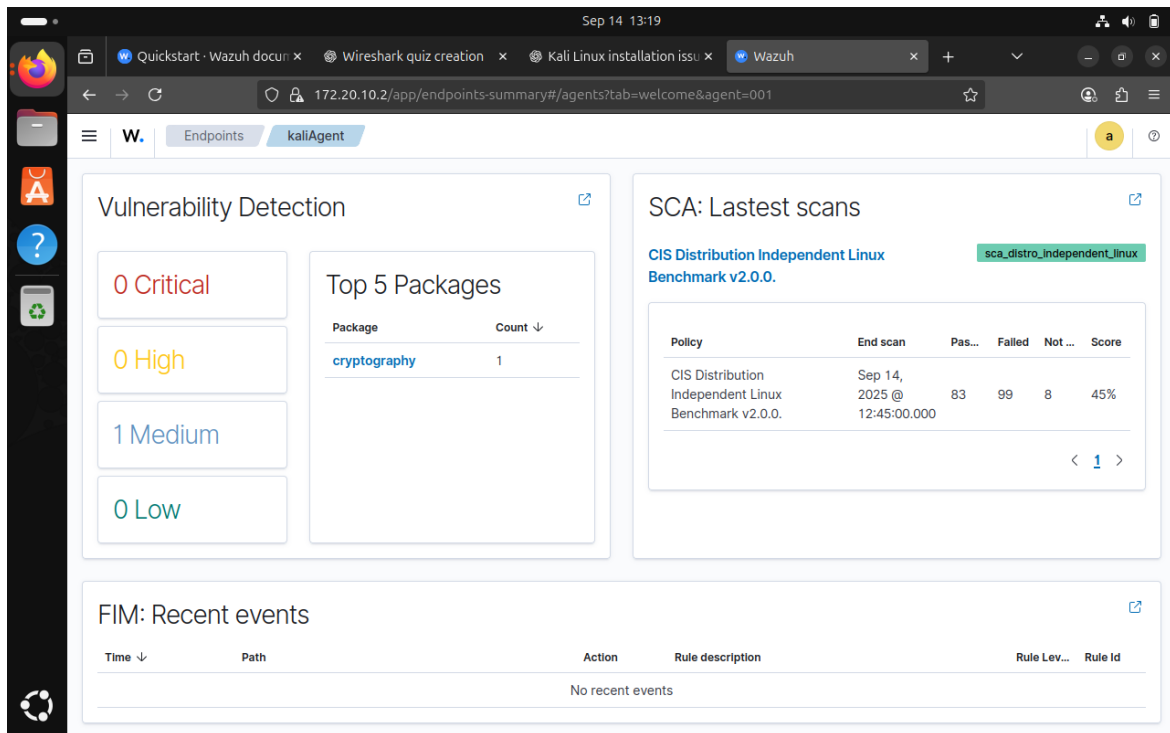 Sep 14 13:19
Quickstart · Wazuh docum
Wireshark quiz creation
Kali Linux installation issu
Wazuh
172.20.10.2/app/endpoints-summary#/agents?tab=welcome&agent=001
W.
Endpoints
kaliAgent
a
Vulnerability Detection
0 Critical
0 High
1 Medium
0 Low
Top 5 Packages
Package Count
cryptography 1
SCA: Lastest scans
CIS Distribution Independent Linux
Benchmark v2.0.0.
sca_distro_independent_linux
Policy End scan Pas... Failed Not ... Score
CIS Distribution
Independent Linux
Benchmark v2.0.0.
Sep 14,
2025 @
12:45:00.000
83 99 8 45%
1
FIM: Recent events
Time Path Action Rule description Rule Lev... Rule Id
No recent events